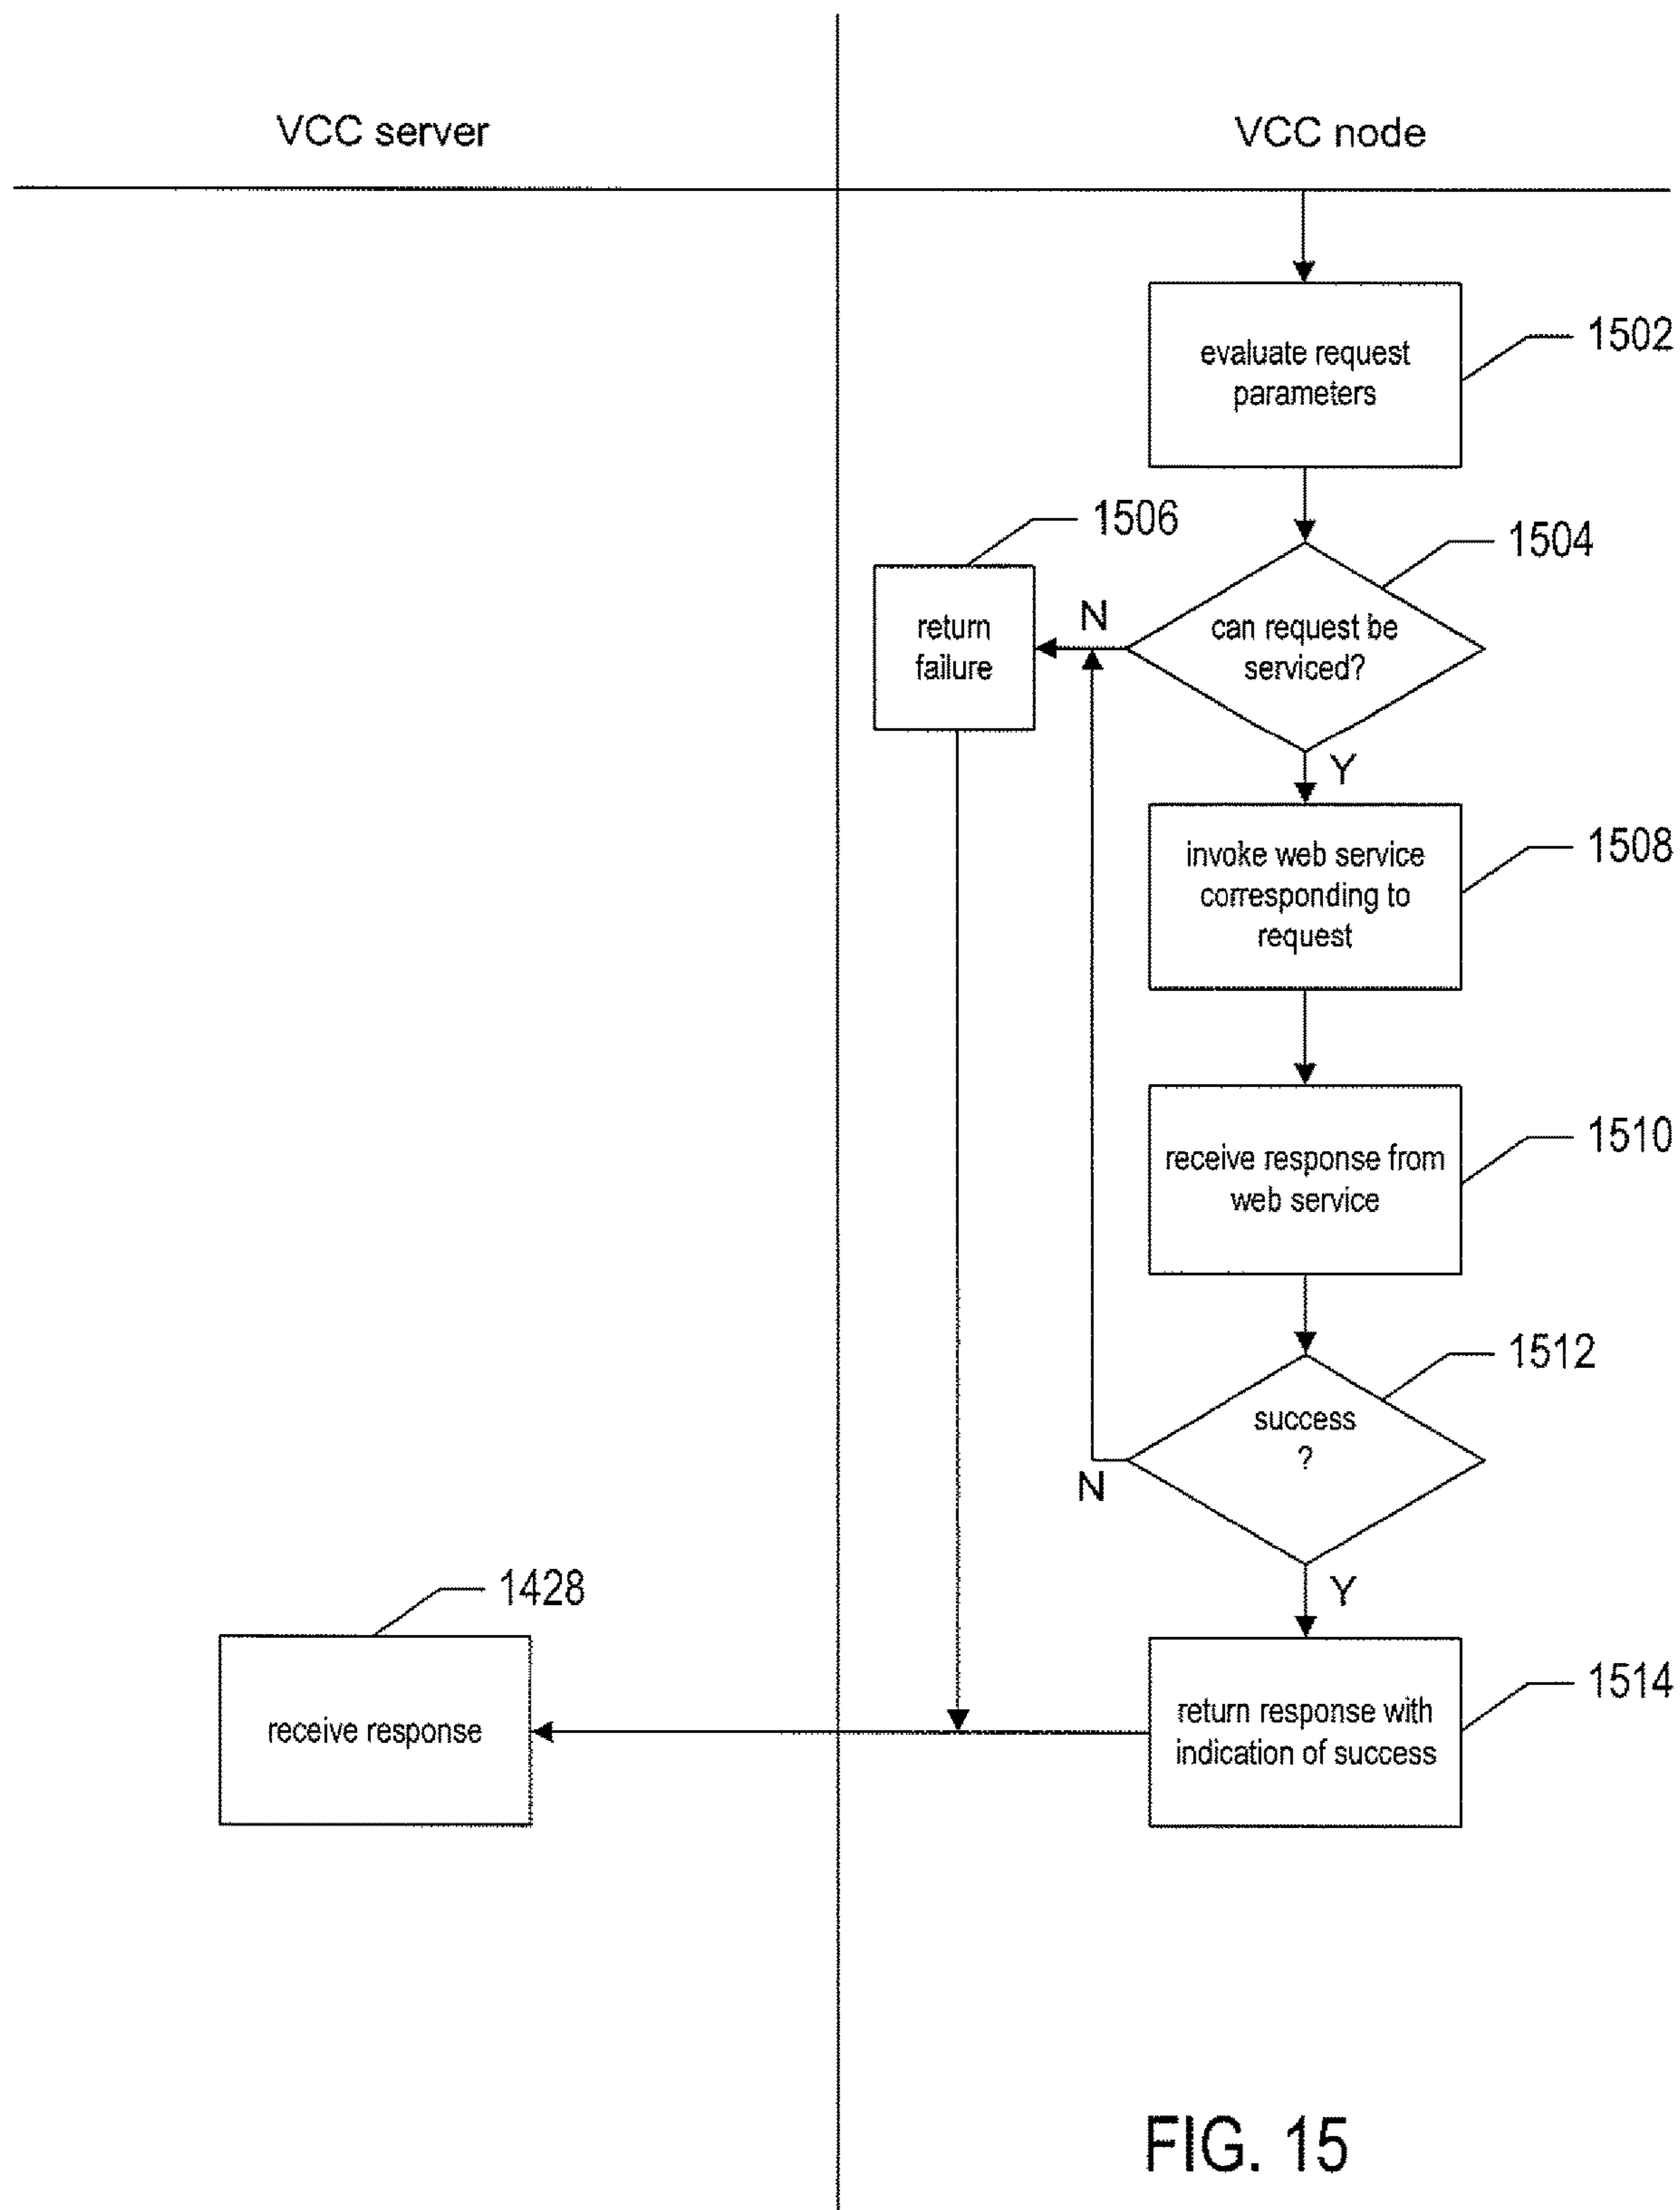 VCC server
VCC node
evaluate request
parameters
1502
1506
1504
return
failure
N
can request be
serviced?
Y
invoke web service
corresponding to
request
1508
receive response from
web service
1510
1512
success
?
N
Y
1428
receive response
return response with
indication of success
1514
FIG. 15